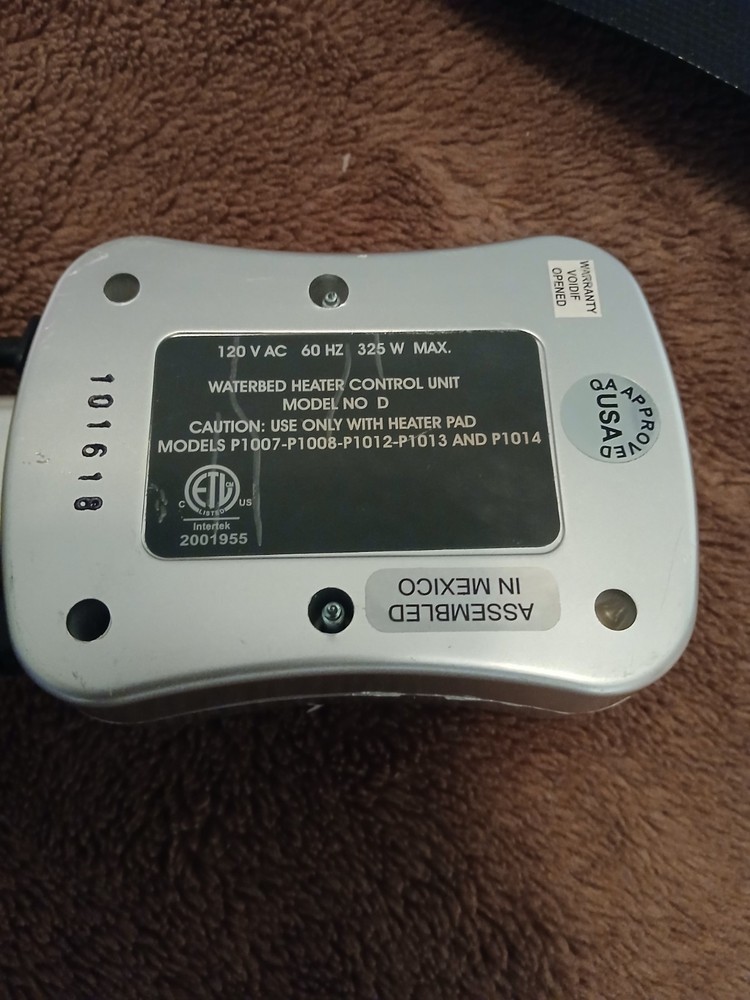 120 V AC 60 HZ 325 W MAX.
WATERBED HEATER CONTROL UNIT
MODEL NO D
CAUTION: USE ONLY WITH HEATER PAD
MODELS P1007-P1008-P1012-P1013 AND P1014
C ETL CM US
LISTED
Intertek
2001955
101618
WARRANTY
VOIDIF
OPENED
QA APPROVED
USA
ASSEMBLED
IN MEXICO